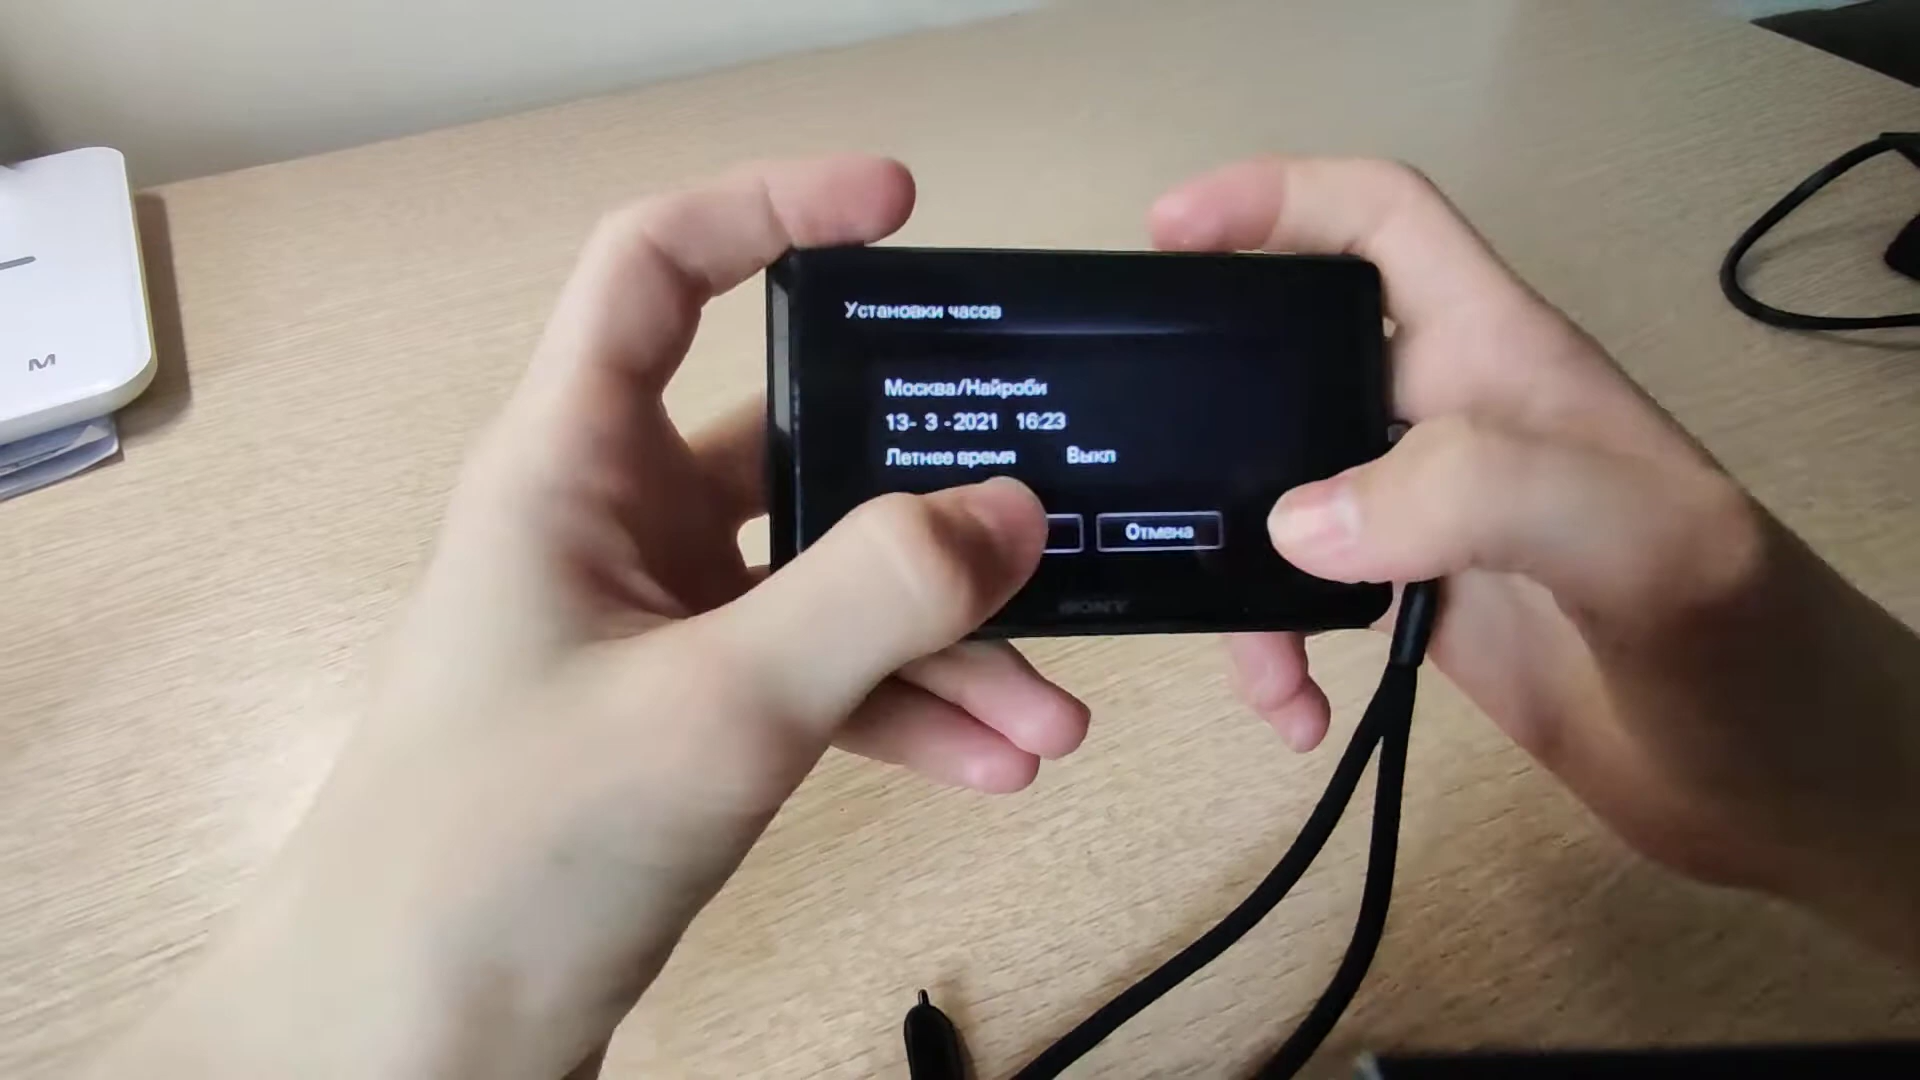 Установки часов
Москва/Найроби
13- 3 -2021 16:23
Летнее время Выкл
Отмена
SONY
M